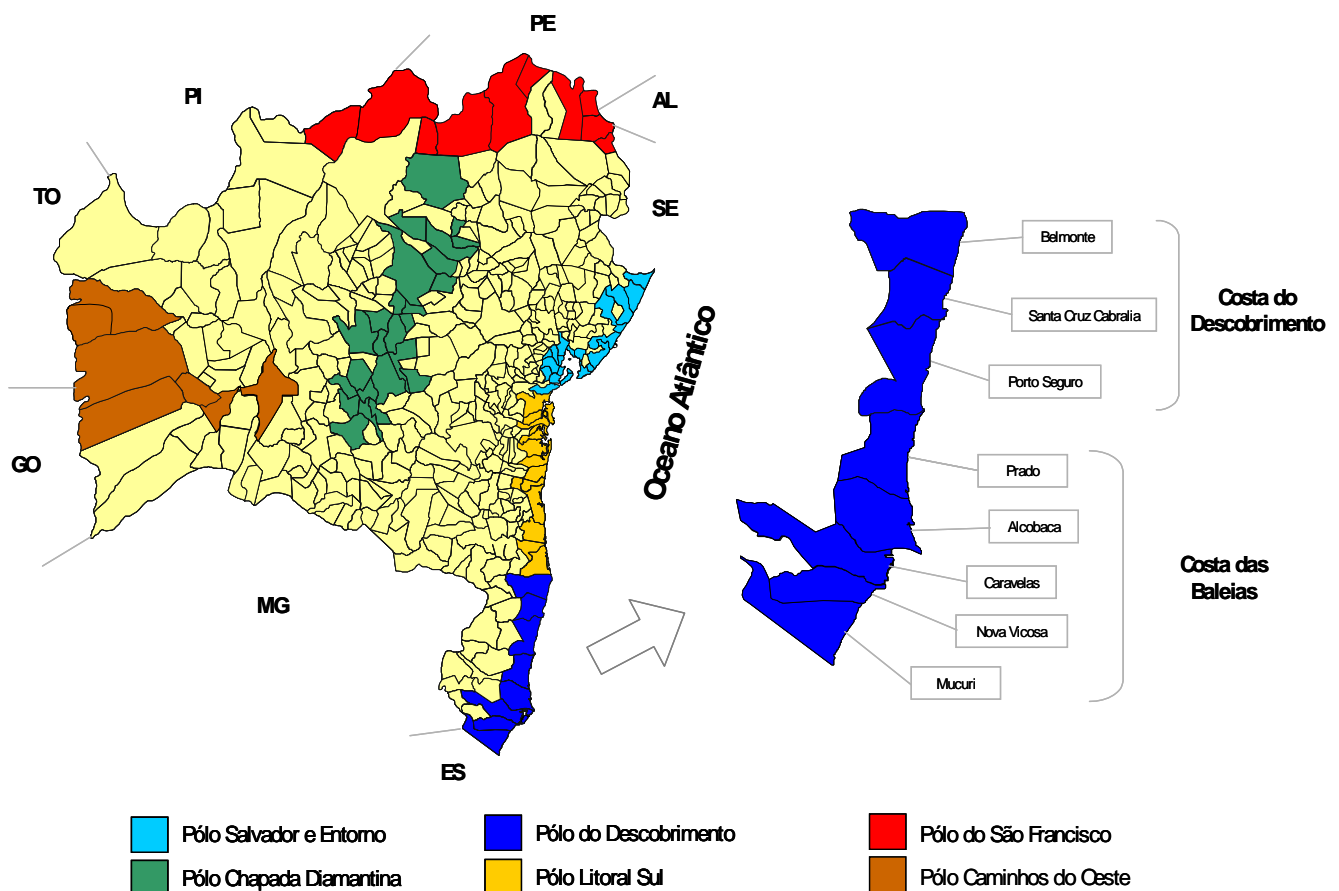 PE
PI
AL
TO
SE
GO
MG
ES
Oceano Atlântico
Belmonte
Santa Cruz Cabralia
Porto Seguro
Costa do
Descobrimento
Prado
Alcobaca
Caravelas
Nova Vicosa
Mucuri
Costa das
Baleias
Pólo Salvador e Entorno
Pólo do Descobrimento
Pólo do São Francisco
Pólo Chapada Diamantina
Pólo Litoral Sul
Pólo Caminhos do Oeste